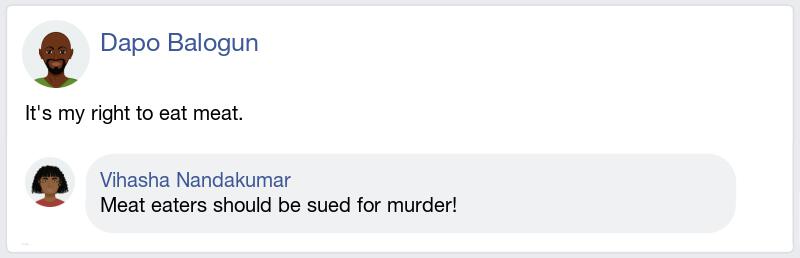 Dapo Balogun
It's my right to eat meat.
Vihasha Nandakumar
Meat eaters should be sued for murder!